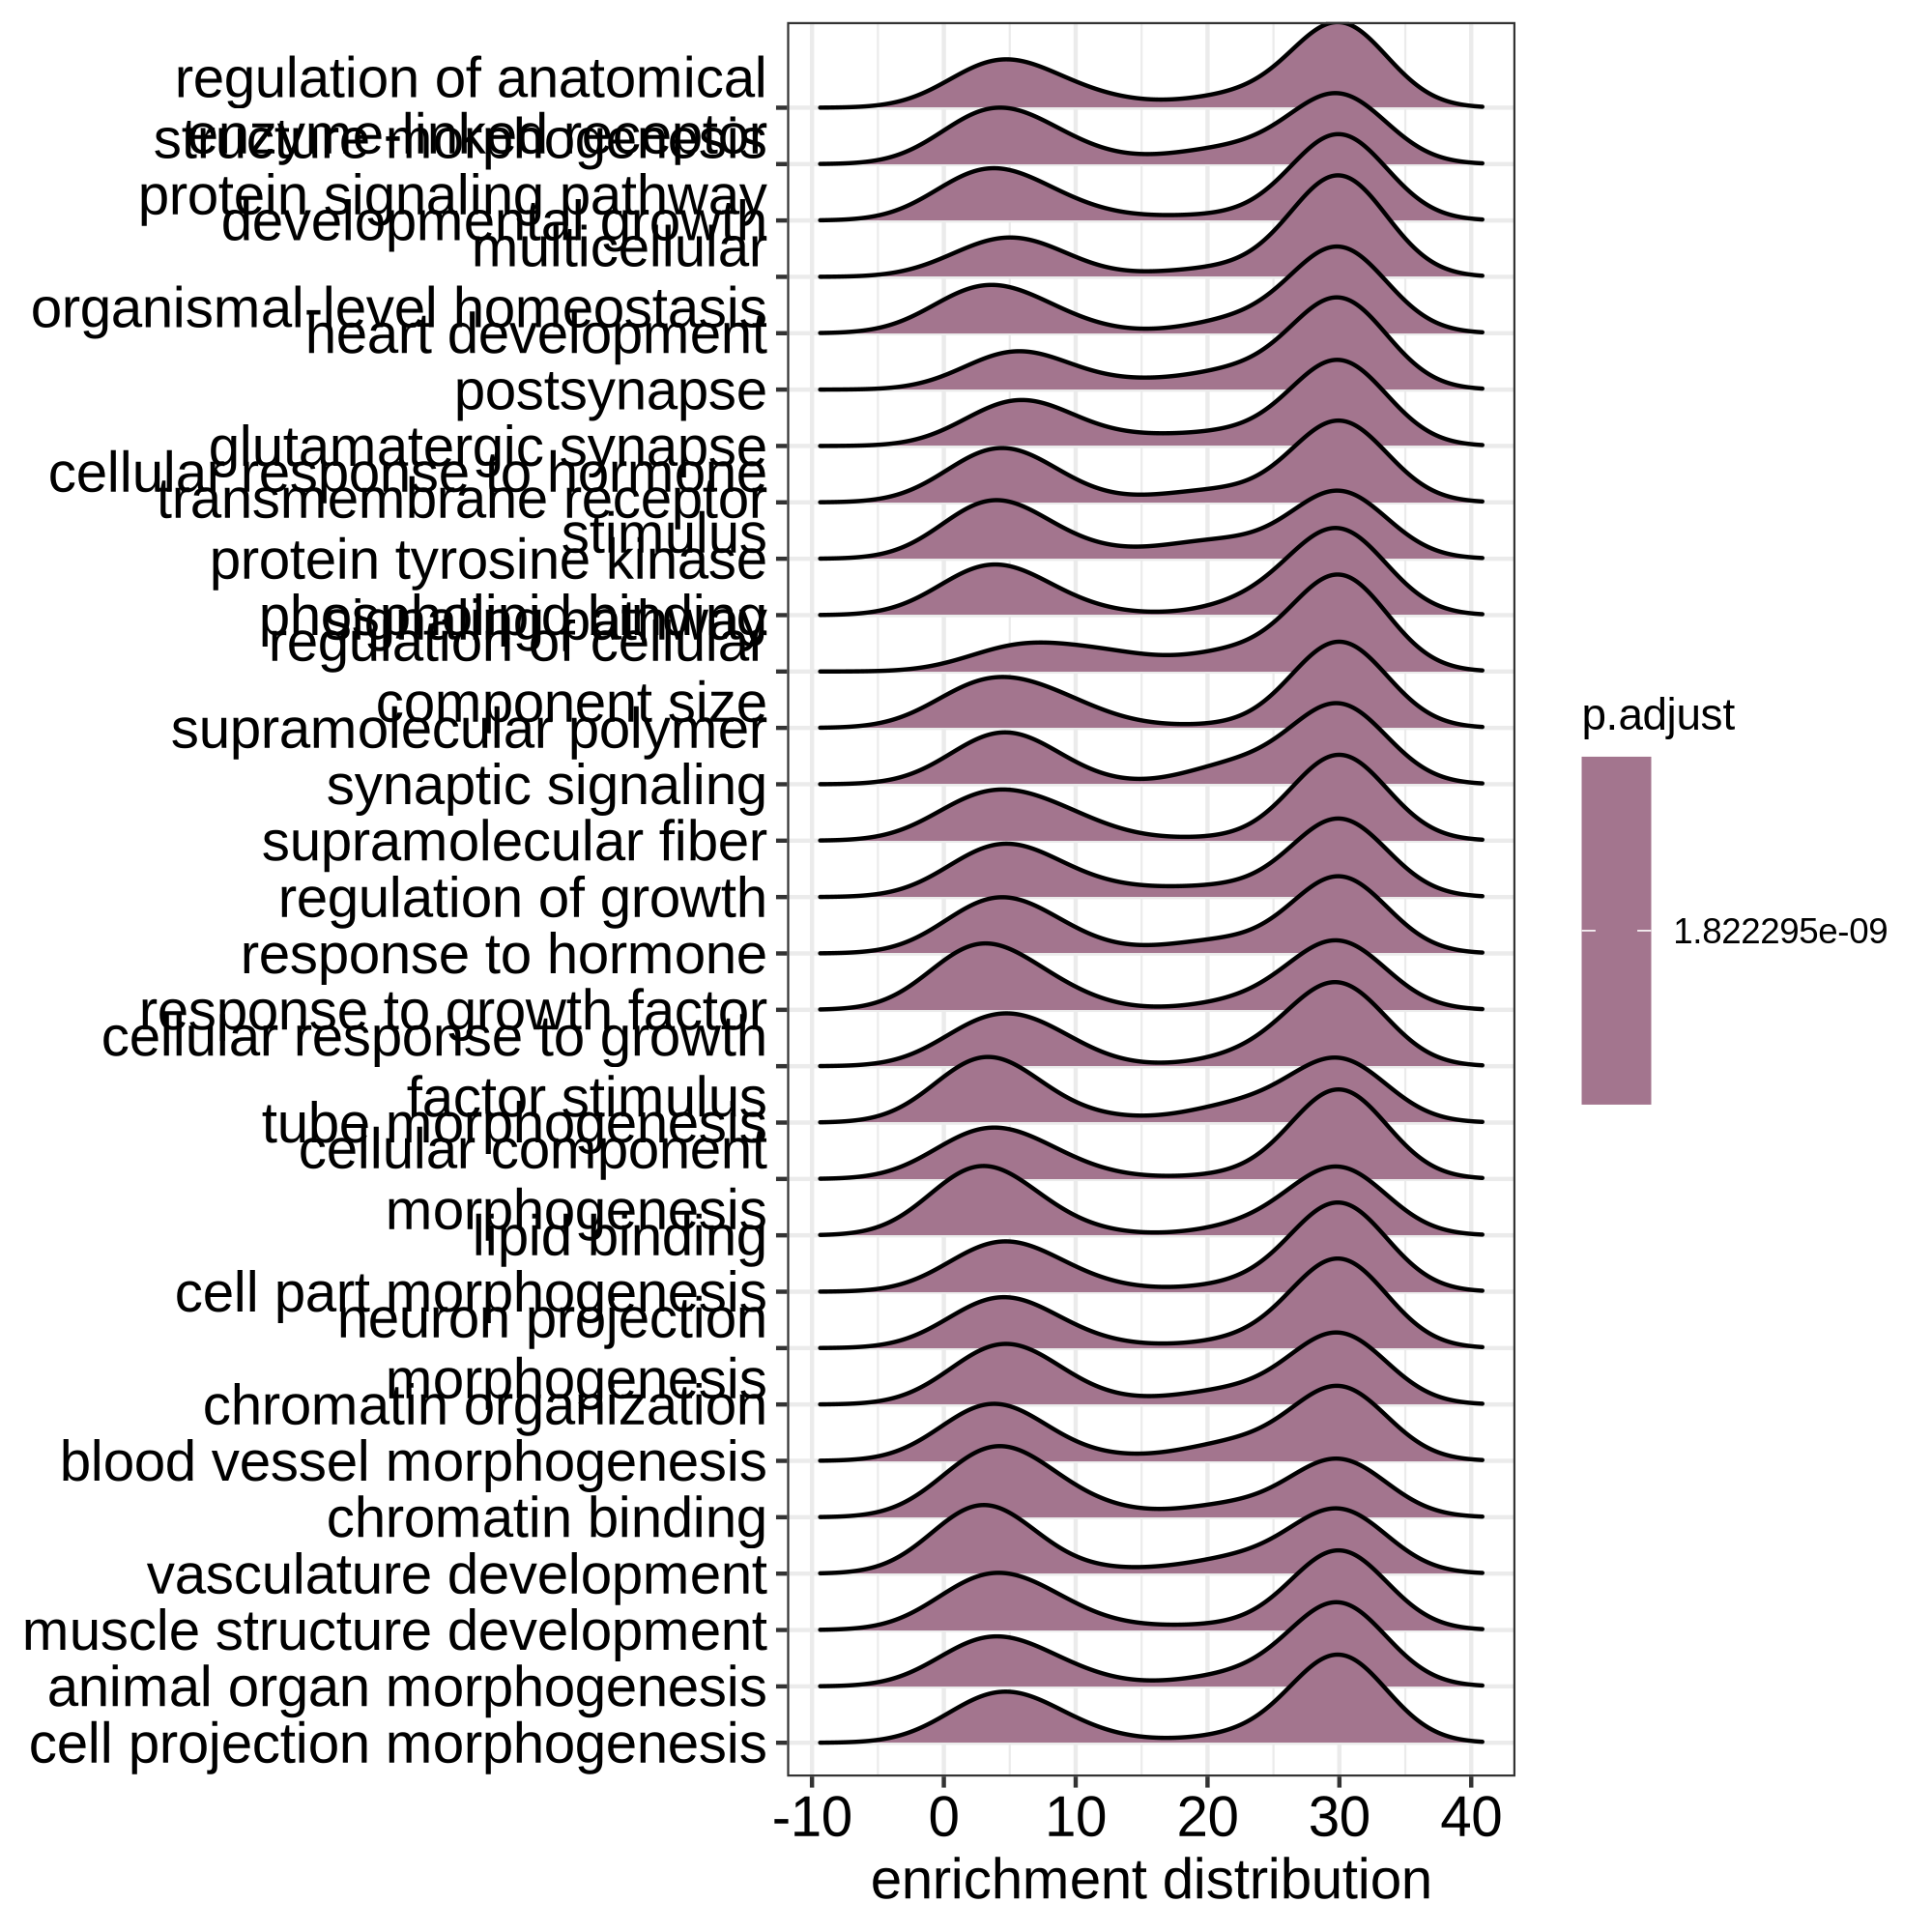 regulation of anatomical
structure morphogenesis
enzyme-linked receptor
protein signaling pathway
developmental growth
multicellular
organismal-level homeostasis
heart development
postsynapse
glutamatergic synapse
cellular response to hormone
stimulus
transmembrane receptor
protein tyrosine kinase
signaling pathway
phospholipid binding
regulation of cellular
component size
supramolecular polymer
synaptic signaling
supramolecular fiber
regulation of growth
response to hormone
response to growth factor
cellular response to growth
factor stimulus
tube morphogenesis
cellular component
morphogenesis
lipid binding
cell part morphogenesis
neuron projection
morphogenesis
chromatin organization
blood vessel morphogenesis
chromatin binding
vasculature development
muscle structure development
animal organ morphogenesis
cell projection morphogenesis
-10 0 10 20 30 40
enrichment distribution
p.adjust
1.822295e-09